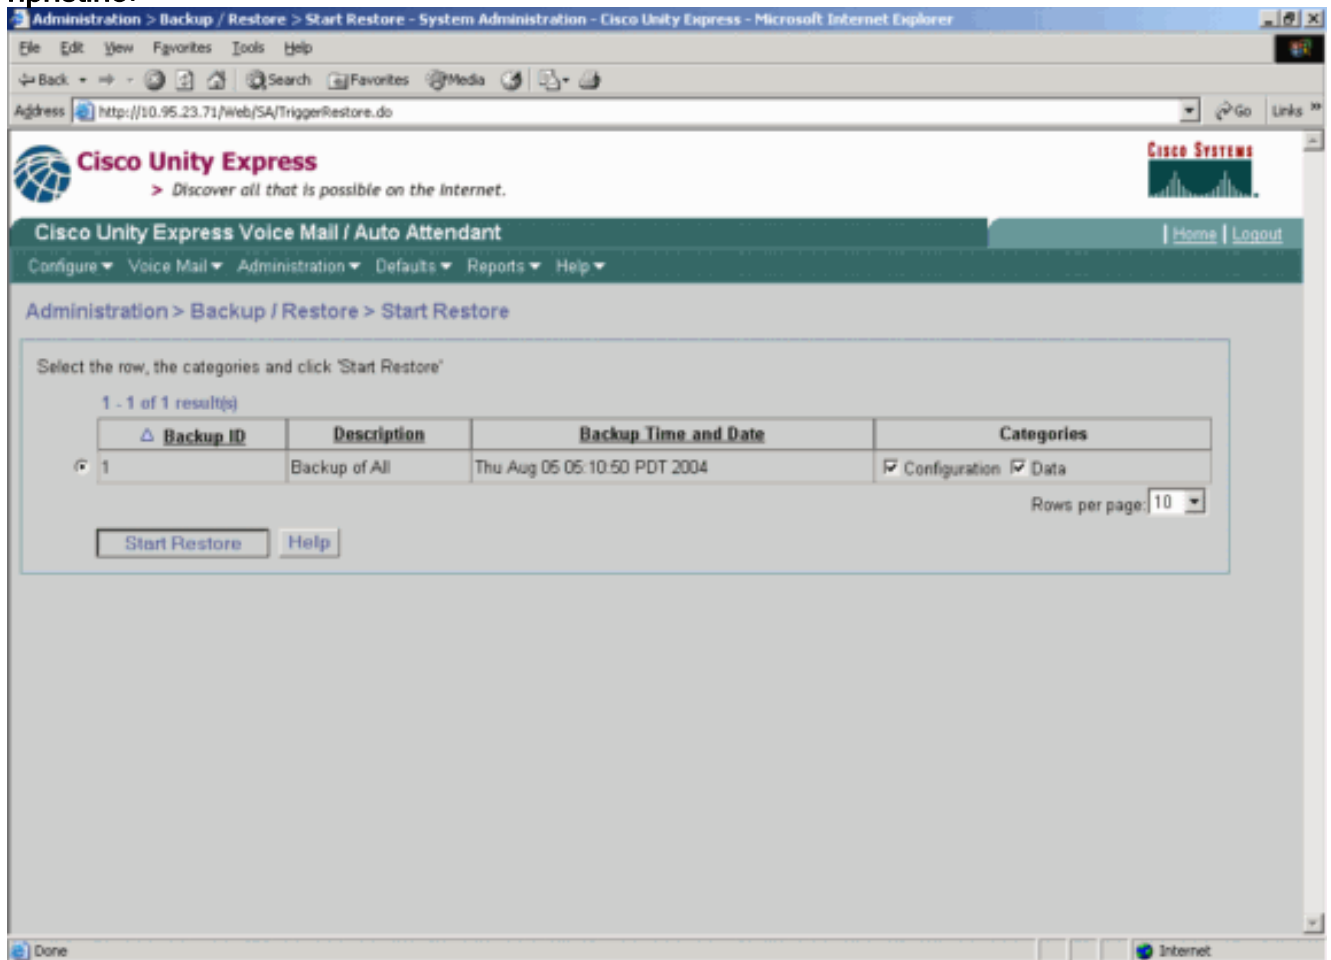 ripristino.
Administration > Backup / Restore > Start Restore - System Administration - Cisco Unity Express - Microsoft Internet Explorer
File Edit View Favorites Tools Help
Back Search Favorites Media
Address http://10.95.23.71/Web/SA/TriggerRestore.do Go Links »
Cisco Unity Express
> Discover all that is possible on the Internet.
CISCO SYSTEMS
Cisco Unity Express Voice Mail / Auto Attendant | Home | Logout
Configure Voice Mail Administration Defaults Reports Help
Administration > Backup / Restore > Start Restore
Select the row, the categories and click 'Start Restore'
1 - 1 of 1 result(s)
Backup ID Description Backup Time and Date Categories
1 Backup of All Thu Aug 05 05:10:50 PDT 2004 Configuration Data
Rows per page: 10
Start Restore Help
Done Internet